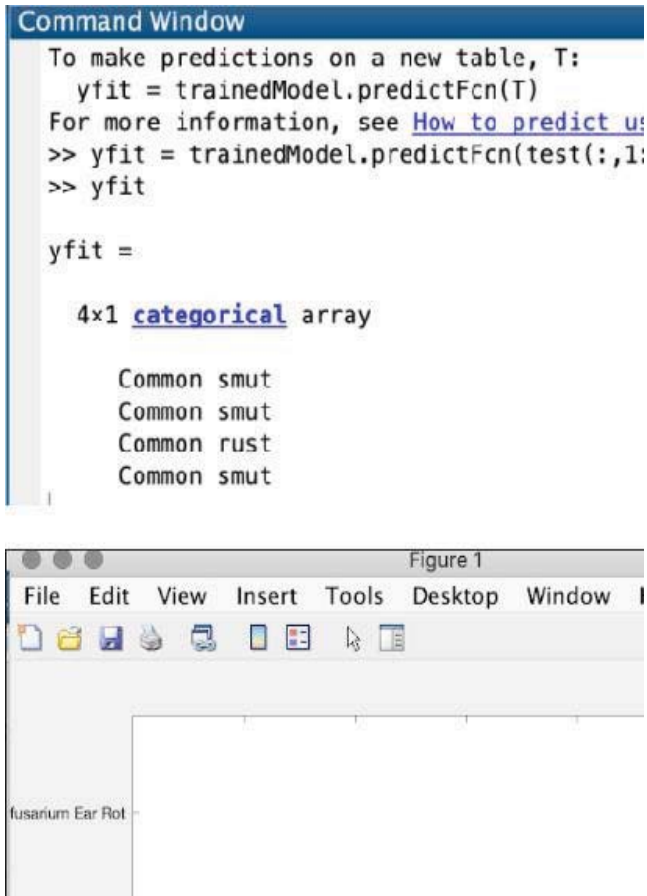 Command Window
To make predictions on a new table, T:
yfit = trainedModel.predictFcn(T)
For more information, see How to predict us
>> yfit = trainedModel.predictFcn(test(:,1:
>> yfit
yfit =
4×1 categorical array
Common smut
Common smut
Common rust
Common smut
Figure 1
File Edit View Insert Tools Desktop Window
fusarium Ear Rot